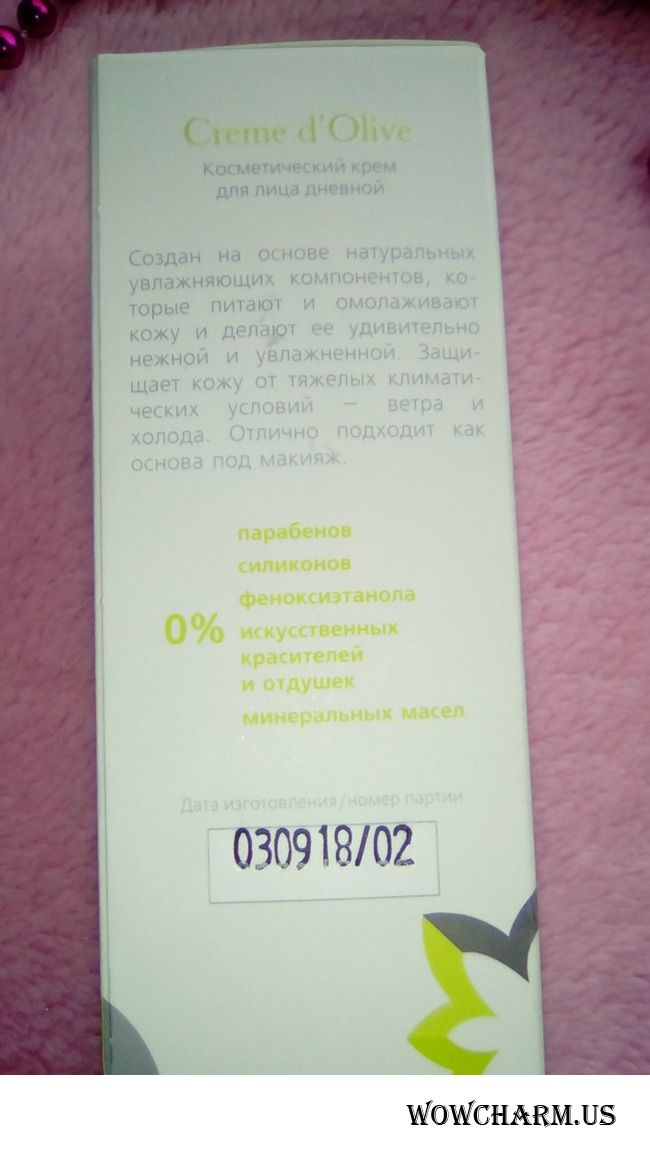 Creme d'Olive
Косметический крем
для лица дневной
Создан на основе натуральных
увлажняющих компонентов, ко-
торые питают и омолаживают
кожу и делают ее удивительно
нежной и увлажненной. Защи-
щает кожу от тяжелых климати-
ческих условий — ветра и
холода. Отлично подходит как
основа под макияж.
парабенов
силиконов
феноксиэтанола
0% искусственных
красителей
и отдушек
минеральных масел
Дата изготовления/номер партии
030918/02
WOWCHARM.US